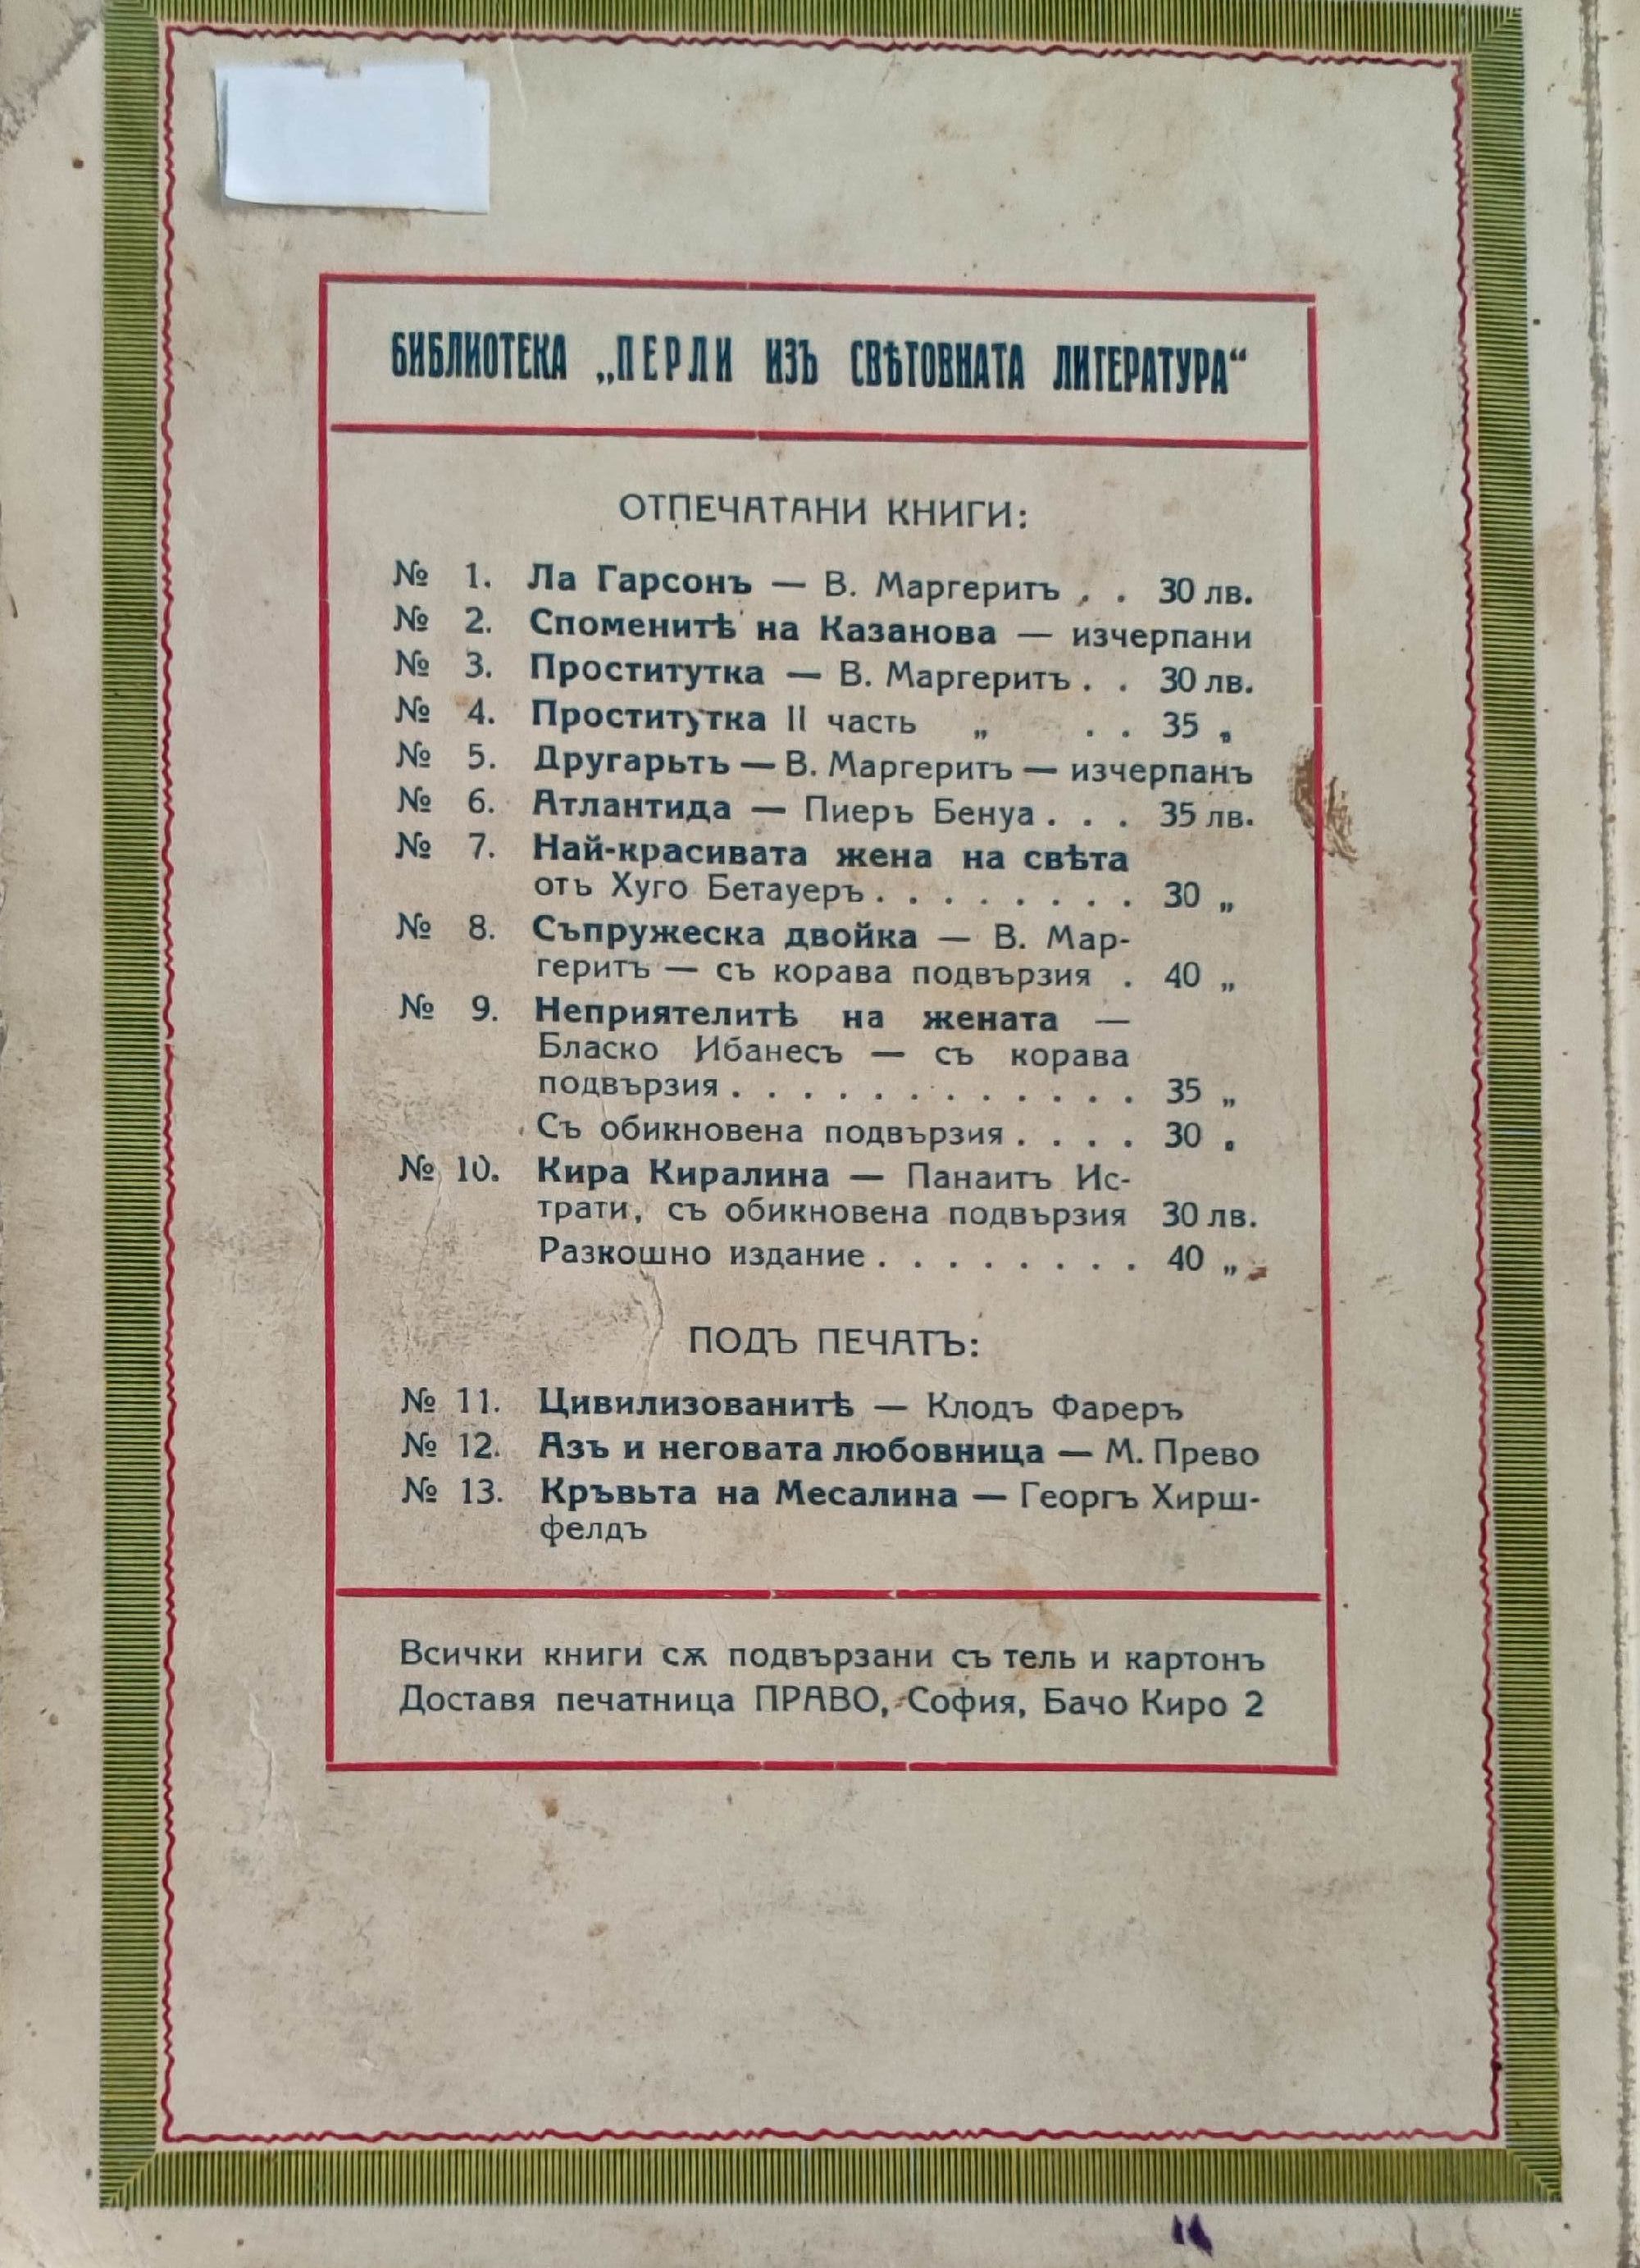 БИБЛИОТЕКА „ПЕРЛИ ИЗЪ СВѢТОВНАТА ЛИТЕРАТУРА“
ОТПЕЧАТАНИ КНИГИ:
№ 1. Ла Гарсонъ — В. Маргеритъ . . 30 лв.
№ 2. Споменитѣ на Казанова — изчерпани
№ 3. Проститутка — В. Маргеритъ . . 30 лв.
№ 4. Проститутка II часть „ . . 35 „
№ 5. Другарьтъ — В. Маргеритъ — изчерпанъ
№ 6. Атлантида — Пиеръ Бенуа . . . 35 лв.
№ 7. Най-красивата жена на свѣта
отъ Хуго Бетауеръ . . . . . . . . 30 „
№ 8. Съпружеска двойка — В. Мар-
геритъ — съ корава подвързия . 40 „
№ 9. Неприятелитѣ на жената —
Бласко Ибанесъ — съ корава
подвързия . . . . . . . . . . . . 35 „
Съ обикновена подвързия . . . . 30 „
№ 10. Кира Киралина — Панаитъ Ис-
трати, съ обикновена подвързия 30 лв.
Разкошно издание . . . . . . . . 40 „
ПОДЪ ПЕЧАТЪ:
№ 11. Цивилизованитѣ — Клодъ Фареръ
№ 12. Азъ и неговата любовница — М. Прево
№ 13. Кръвьта на Месалина — Георгъ Хирш-
фелдъ
Всички книги сѫ подвързани съ тель и картонъ
Доставя печатница ПРАВО, София, Бачо Киро 2